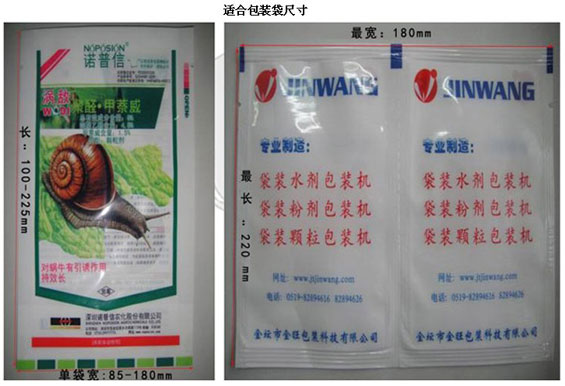 适合包装袋尺寸
NOPOSION
诺普信
聚醛·甲萘威
对蜗牛有引诱作用
持效长
深圳诺普信农化股份有限公司
长:100-225mm
单袋宽:85-180mm
最宽:180mm
最长:220mm
JINWANG
专业制造:
袋装水剂包装机
袋装粉剂包装机
袋装颗粒包装机
网址: www.jtjinwang.com
电话: 0519-82894616 82894626
金坛市金旺包装科技有限公司
JINWANG
专业制造:
袋装水剂包装机
袋装粉剂包装机
袋装颗粒包装机
网址: www.jtjinwang.com
电话: 0519-82894616 82894626
金坛市金旺包装科技有限公司